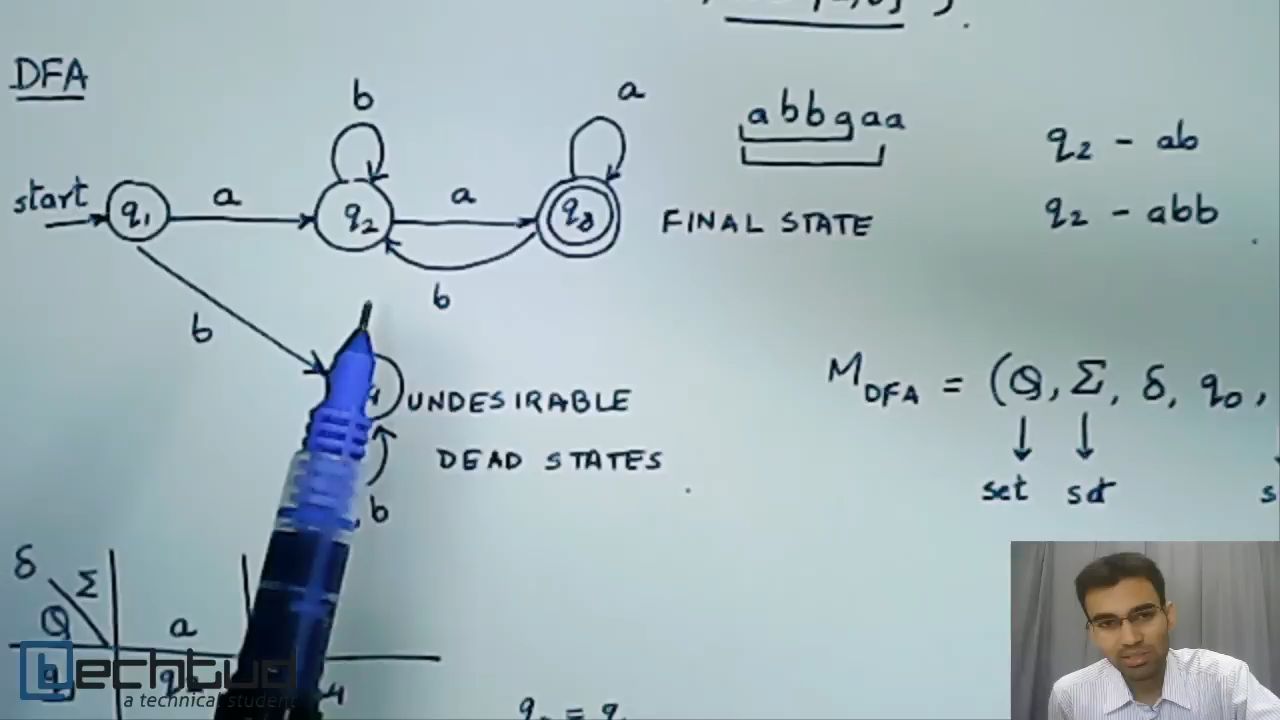 DFA
b
a
abbaaa
q2 - ab
start
q1
a
q2
a
q3
FINAL STATE
q2 - abb
b
b
MDFA = (Q, Σ, δ, q0,
UNDESIRABLE
DEAD STATES
set set
b
δ
Σ
Q
a
techtud
a technical student